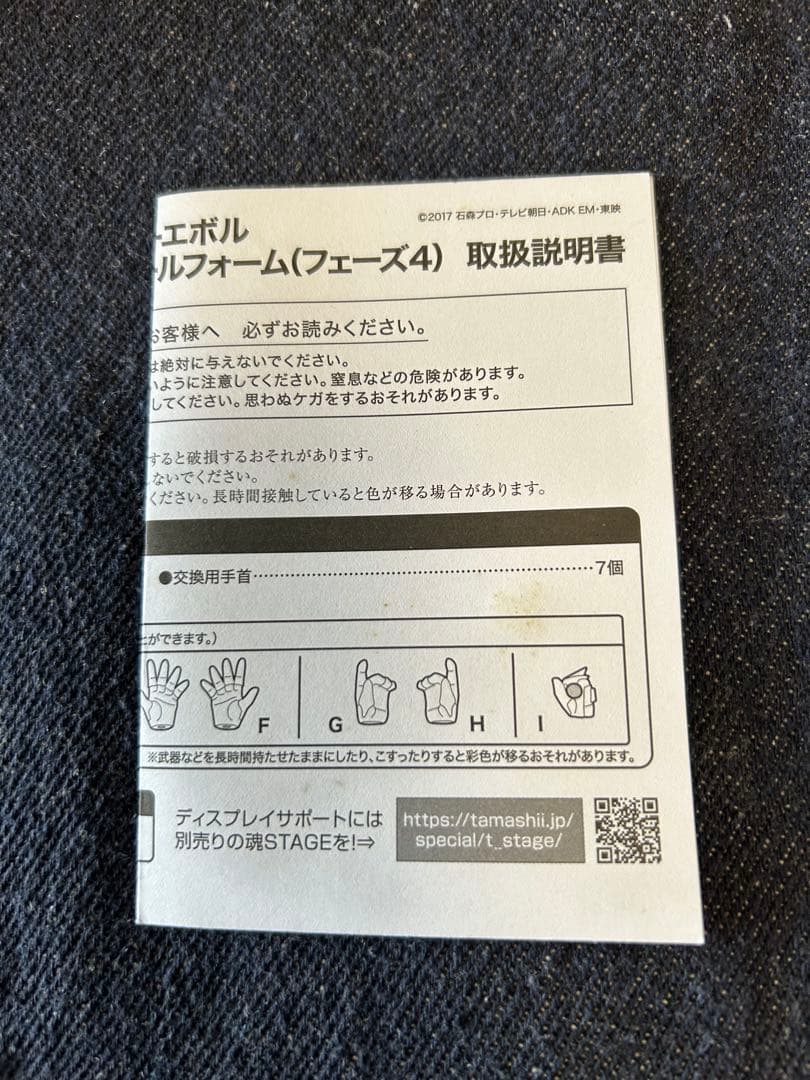 ©2017 石森プロ・テレビ朝日・ADK EM・東映
ーエボル
ールフォーム(フェーズ4) 取扱説明書
お客様へ 必ずお読みください。
は絶対に与えないでください。
いように注意してください。窒息などの危険があります。
してください。思わぬケガをするおそれがあります。
すると破損するおそれがあります。
ないでください。
ください。長時間接触していると色が移る場合があります。
●交換用手首……………………………………………………7個
とができます。)
F
G
H
I
※武器などを長時間持たせたままにしたり、こすったりすると彩色が移るおそれがあります。
ディスプレイサポートには
別売りの魂STAGEを!⇒
https://tamashii.jp/
special/t_stage/